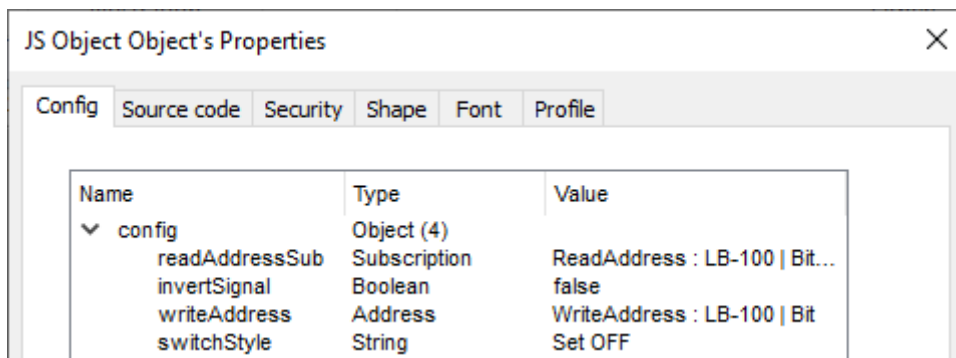 JS Object Object's Properties
Config Source code Security Shape Font Profile
Name Type Value
config Object (4)
readAddressSub Subscription ReadAddress : LB-100 | Bit...
invertSignal Boolean false
writeAddress Address WriteAddress : LB-100 | Bit
switchStyle String Set OFF